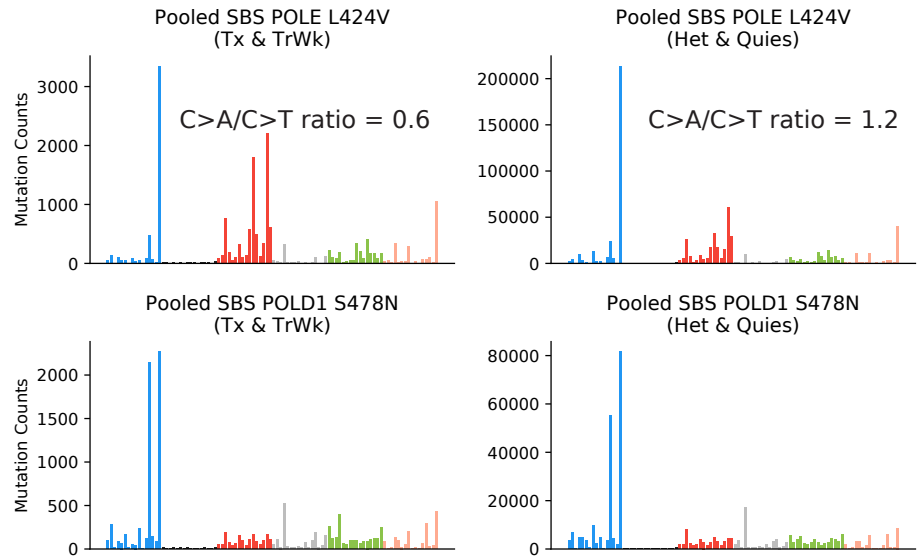 Pooled SBS POLE L424V
(Tx & TrWk)
Mutation Counts
3000
2000
1000
0
C>A/C>T ratio = 0.6
Pooled SBS POLE L424V
(Het & Quies)
200000
150000
100000
50000
0
C>A/C>T ratio = 1.2
Pooled SBS POLD1 S478N
(Tx & TrWk)
Mutation Counts
2000
1500
1000
500
0
Pooled SBS POLD1 S478N
(Het & Quies)
80000
60000
40000
20000
0